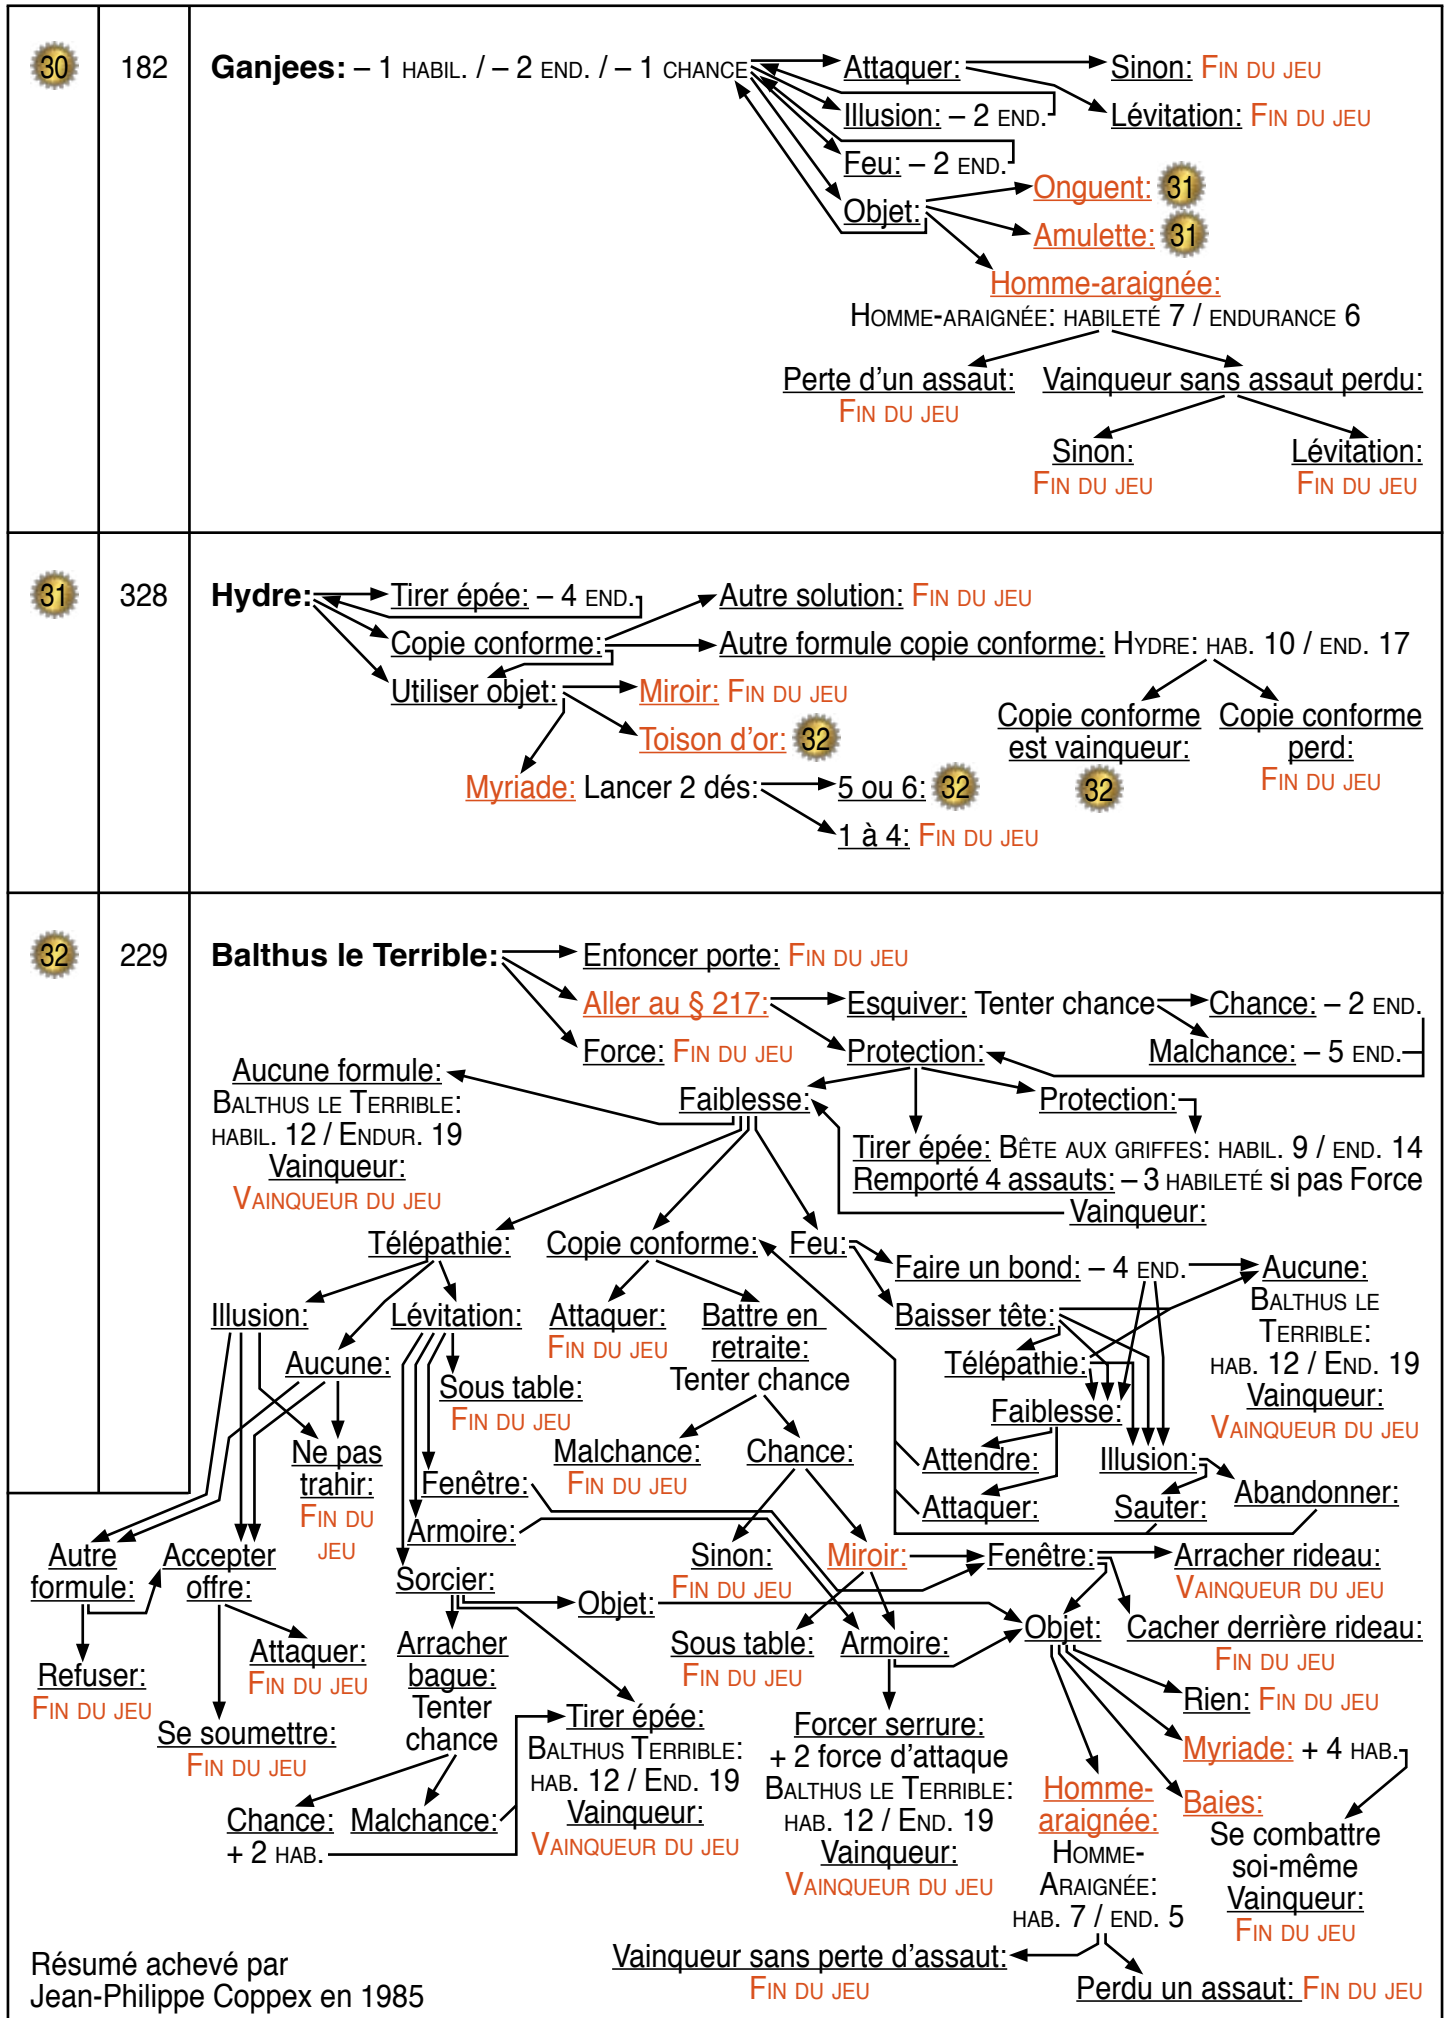 30 182 Ganjees: – 1 HABIL. / – 2 END. / – 1 CHANCE Attaquer: Sinon: FIN DU JEU
Illusion: – 2 END. Lévitation: FIN DU JEU
Feu: – 2 END.
Onguent: 31
Objet:
Amulette: 31
Homme-araignée:
HOMME-ARAIGNÉE: HABILETÉ 7 / ENDURANCE 6
Perte d'un assaut: Vainqueur sans assaut perdu:
FIN DU JEU
Sinon: Lévitation:
FIN DU JEU FIN DU JEU
31 328 Hydre: Tirer épée: – 4 END. Autre solution: FIN DU JEU
Copie conforme: Autre formule copie conforme: HYDRE: HAB. 10 / END. 17
Utiliser objet: Miroir: FIN DU JEU
Copie conforme Copie conforme
Toison d'or: 32 est vainqueur: perd:
Myriade: Lancer 2 dés: 5 ou 6: 32 32 FIN DU JEU
1 à 4: FIN DU JEU
32 229 Balthus le Terrible: Enfoncer porte: FIN DU JEU
Aller au § 217: Esquiver: Tenter chance Chance: – 2 END.
Force: FIN DU JEU Protection: Malchance: – 5 END.
Aucune formule:
BALTHUS LE TERRIBLE: Faiblesse: Protection:
HABIL. 12 / ENDUR. 19
Tirer épée: BÊTE AUX GRIFFES: HABIL. 9 / END. 14
Vainqueur: Remporté 4 assauts: – 3 HABILETÉ si pas Force
VAINQUEUR DU JEU Vainqueur:
Télépathie: Copie conforme: Feu:
Faire un bond: – 4 END. Aucune:
BALTHUS LE
TERRIBLE:
HAB. 12 / END. 19
Vainqueur:
VAINQUEUR DU JEU
Illusion: Lévitation: Attaquer: Battre en Baisser tête:
FIN DU JEU retraite:
Aucune: Tenter chance Télépathie:
Sous table:
FIN DU JEU Faiblesse:
Ne pas Malchance: Chance: Attendre: Illusion:
trahir: Fenêtre: FIN DU JEU
FIN DU Attaquer: Sauter: Abandonner:
JEU Armoire:
Autre Accepter Sinon: Miroir: Fenêtre: Arracher rideau:
formule: offre: Sorcier: FIN DU JEU VAINQUEUR DU JEU
Objet:
Arracher Sous table: Armoire: Objet: Cacher derrière rideau:
Attaquer: bague: FIN DU JEU FIN DU JEU
Refuser: FIN DU JEU Tenter
FIN DU JEU chance Rien: FIN DU JEU
Se soumettre: Tirer épée: Forcer serrure:
FIN DU JEU BALTHUS TERRIBLE: + 2 force d'attaque Myriade: + 4 HAB.
HAB. 12 / END. 19 BALTHUS LE TERRIBLE: Homme-
Chance: Malchance: Vainqueur: HAB. 12 / END. 19 araignée: Baies:
+ 2 HAB. VAINQUEUR DU JEU Vainqueur: HOMME- Se combattre
VAINQUEUR DU JEU ARAIGNÉE: soi-même
HAB. 7 / END. 5 Vainqueur:
FIN DU JEU
Vainqueur sans perte d'assaut:
FIN DU JEU Perdu un assaut: FIN DU JEU
Résumé achevé par
Jean-Philippe Coppex en 1985